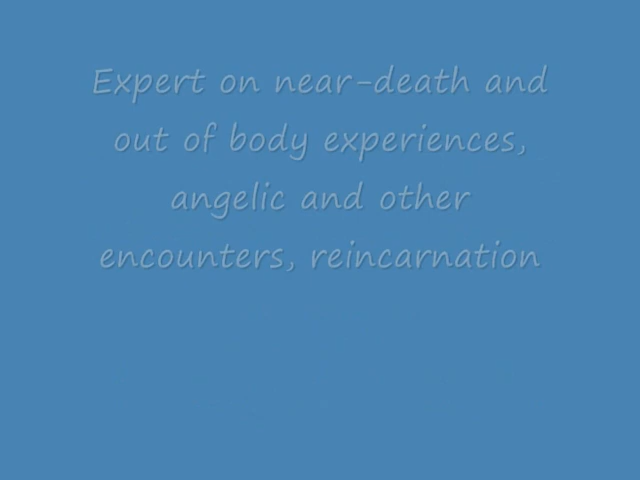 Expert on near-death and
out of body experiences,
angelic and other
encounters, reincarnation